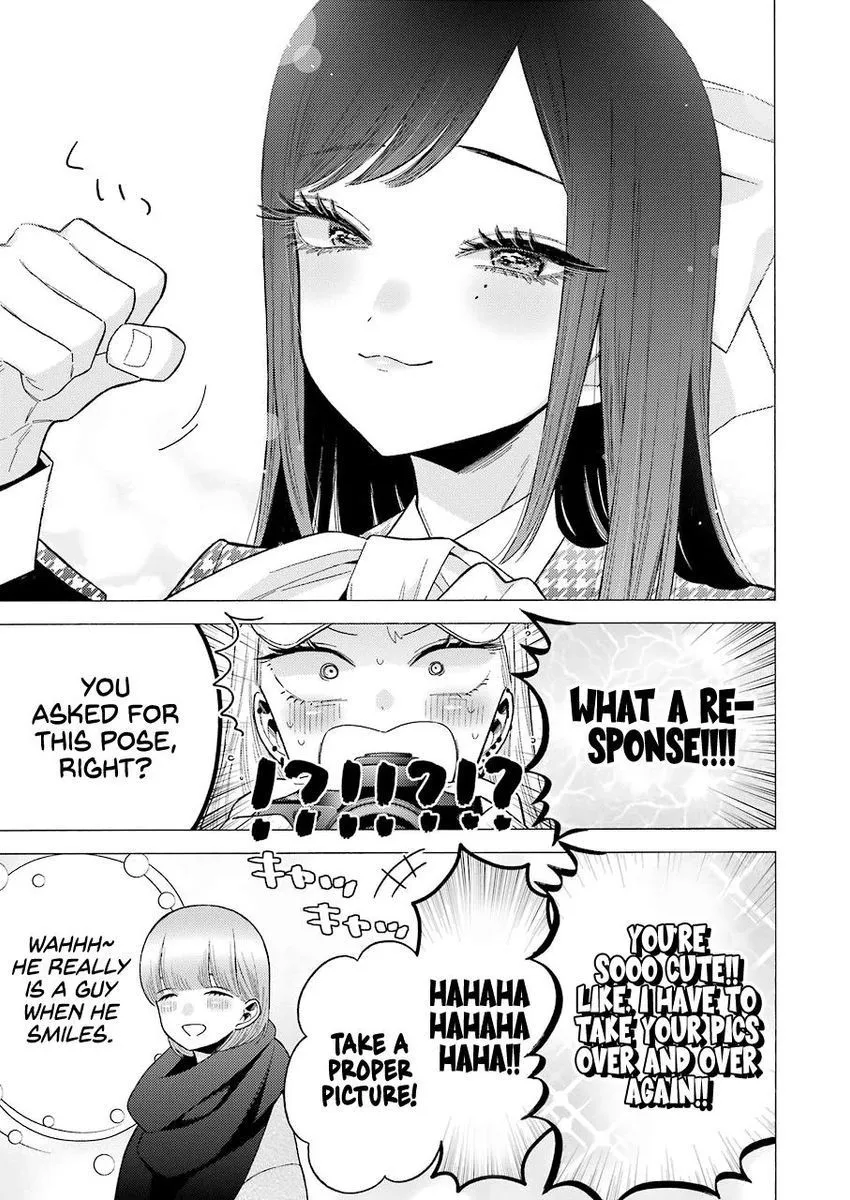 くいっ
WHAT A RE-
SPONSE!!!!
!?!!?!?
YOU
ASKED FOR
THIS POSE,
RIGHT?
YOU'RE
SOOO CUTE!!
LIKE, I HAVE TO
TAKE YOUR PICS
OVER AND OVER
AGAIN!!
HAHAHA
HAHAHA
HAHA!!
キャッ
キャッ
TAKE A
PROPER
PICTURE!
WAHHH~
HE REALLY
IS A GUY
WHEN HE
SMILES.